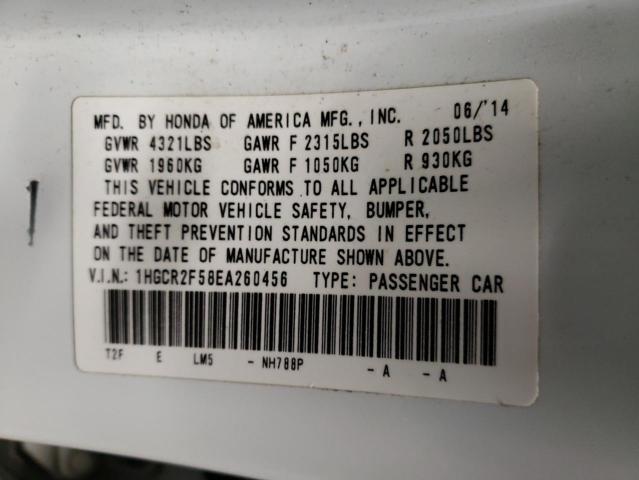 MFD. BY HONDA OF AMERICA MFG., INC. 06/'14
GVWR 4321LBS GAWR F 2315LBS R 2050LBS
GVWR 1960KG GAWR F 1050KG R 930KG
THIS VEHICLE CONFORMS TO ALL APPLICABLE
FEDERAL MOTOR VEHICLE SAFETY, BUMPER,
AND THEFT PREVENTION STANDARDS IN EFFECT
ON THE DATE OF MANUFACTURE SHOWN ABOVE.
V.I.N.: 1HGCR2F58EA260456 TYPE: PASSENGER CAR
T2F E LM5 - NH788P - A - A